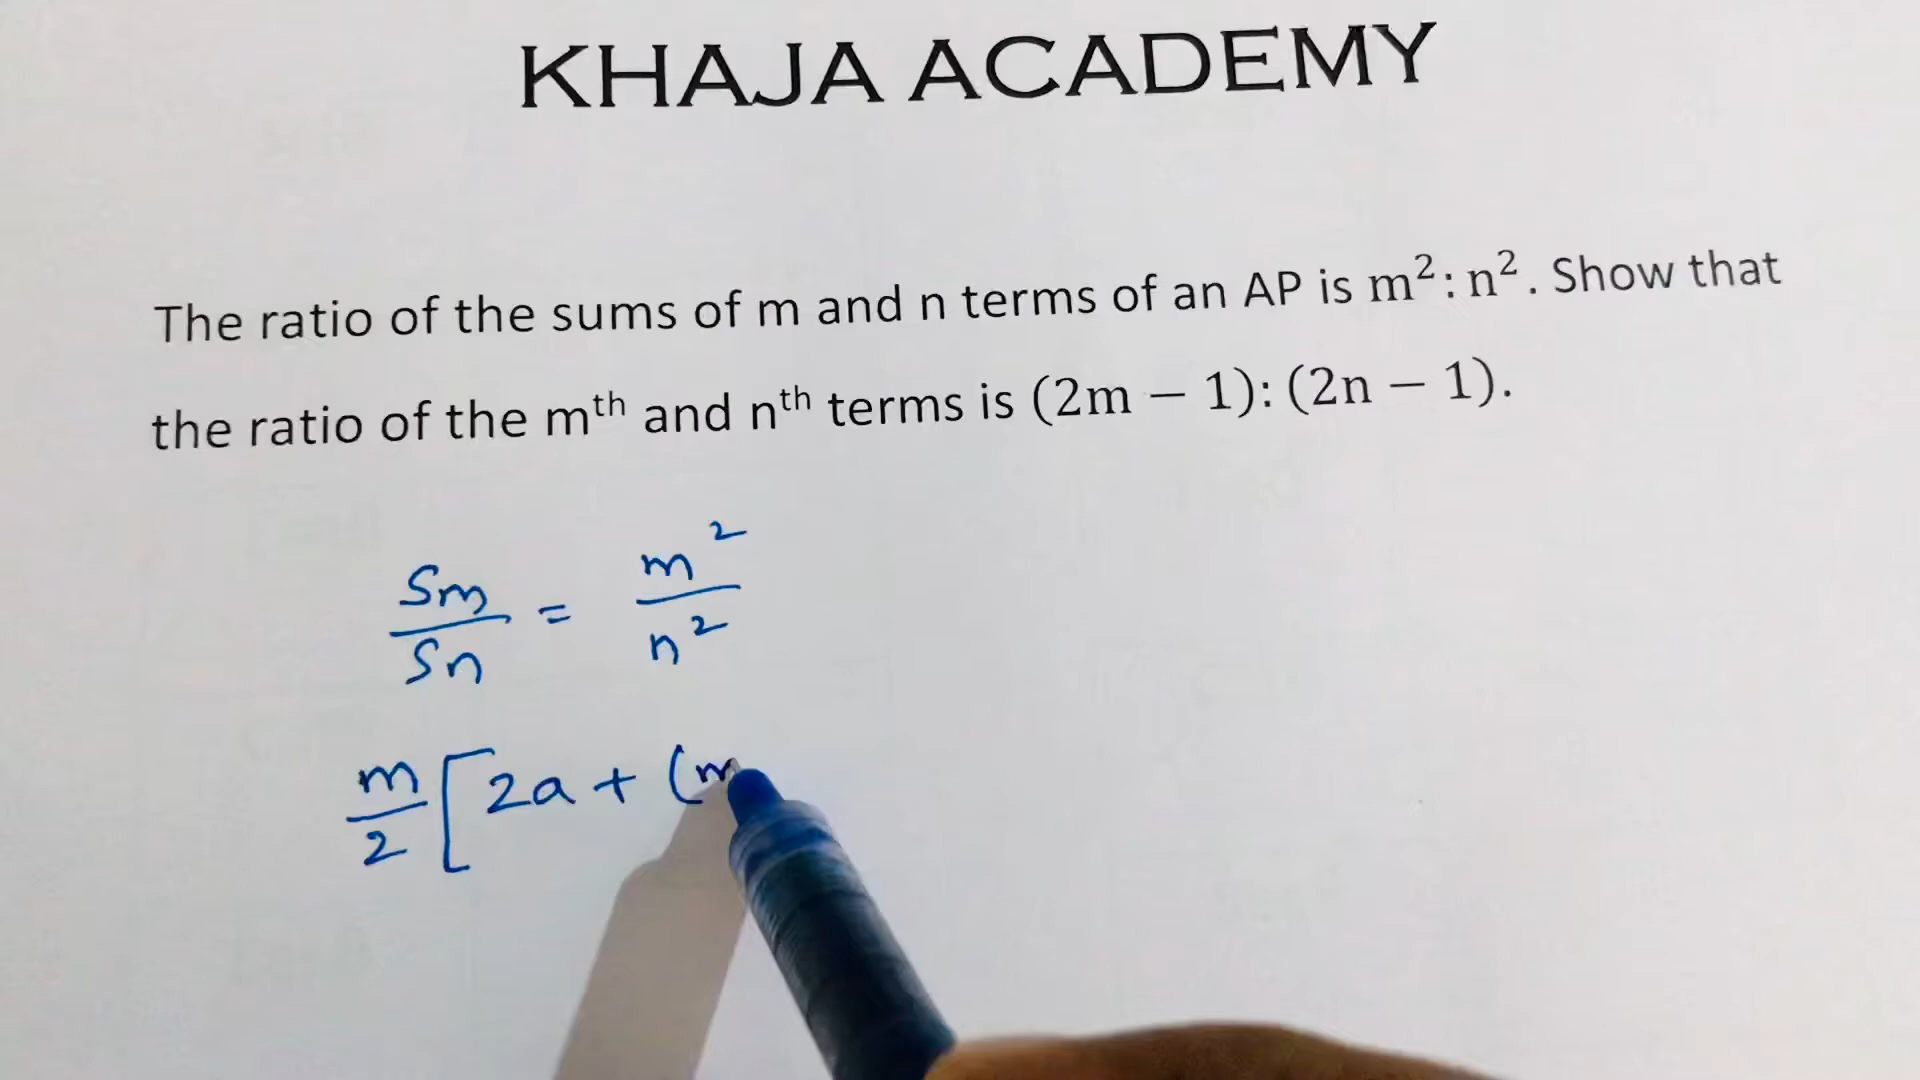 KHAJA ACADEMY
The ratio of the sums of m and n terms of an AP is m²: n². Show that
the ratio of the mᵗʰ and nᵗʰ terms is (2m − 1): (2n − 1).
Sm/Sn = m²/n²
m/2 [2a + (m